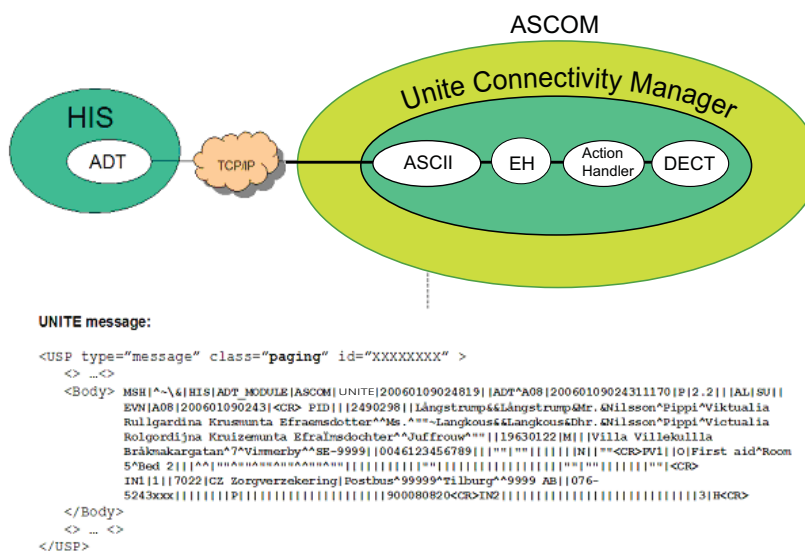 ASCOM
Unite Connectivity Manager
HIS
ADT
TCP/IP
ASCII
EH
Action
Handler
DECT
UNITE message:
<USP type="message" class="paging" id="XXXXXXXX" >
<> …<>
<Body> MSH|^~\&|HIS|ADT_MODULE|ASCOM|UNITE|20060109024819||ADT^A08|20060109024311170|P|2.2|||AL|SU||
EVN|A08|200601090243|<CR> PID|||2490298||Långstrump&&Långstrump&Mr.&Nilsson^Pippi^Viktualia
Rullgardina Krusmunta Efraemsdotter^^Ms.^""~Langkous&&Langkous&Dhr.&Nilsson^Pippi^Victualia
Rolgordijna Kruizemunta Efraïmsdochter^^Juffrouw^""||19630122|M|||Villa Villekullla
Bråkmakargatan^7^Vimmerby^^SE-9999||0046123456789|||""|""|||||||N||""<CR>PV1||O|First aid^Room
5^Bed 2|||^^|""^""^""^""^""^""^""|||||||||||""||||||||||||||||||""|""|||||||""|<CR>
IN1|1||7022|CZ Zorgverzekering|Postbus^99999^Tilburg^^9999 AB||076-
5243xxx||||||||P||||||||||||||||||||||900080820<CR>IN2||||||||||||||||||||||||||3|H<CR>
</Body>
<> … <>
</USP>